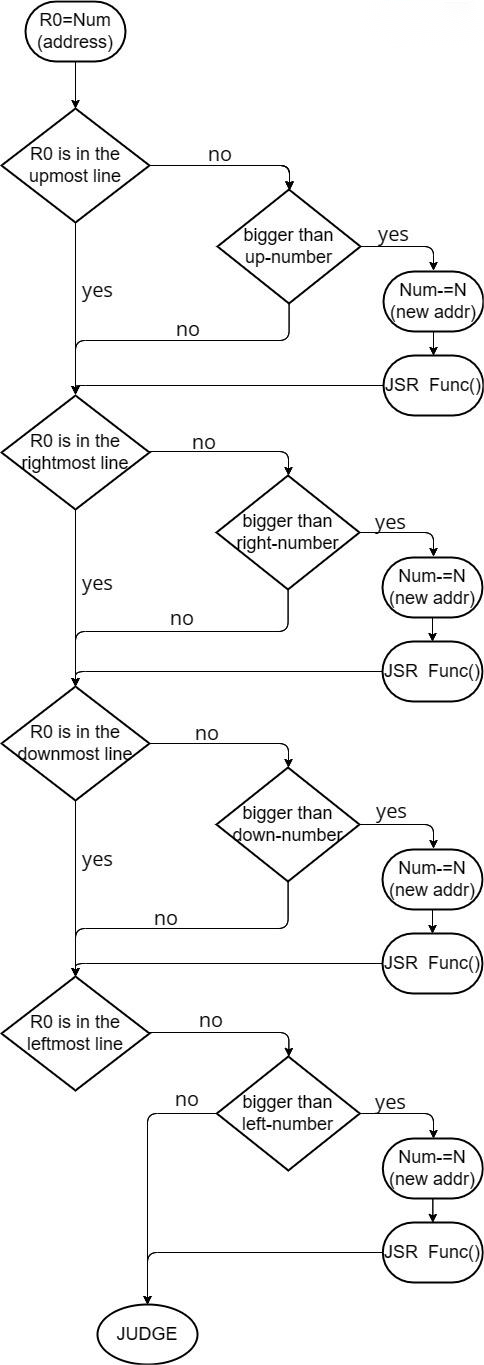 R0=Num
(address)
R0 is in the
upmost line
no
bigger than
up-number
yes
Num-=N
(new addr)
yes
no
JSR Func()
R0 is in the
rightmost line
no
bigger than
right-number
yes
Num-=N
(new addr)
yes
no
JSR Func()
R0 is in the
downmost line
no
bigger than
down-number
yes
Num-=N
(new addr)
yes
no
JSR Func()
R0 is in the
leftmost line
no
bigger than
left-number
no
yes
Num-=N
(new addr)
JSR Func()
JUDGE